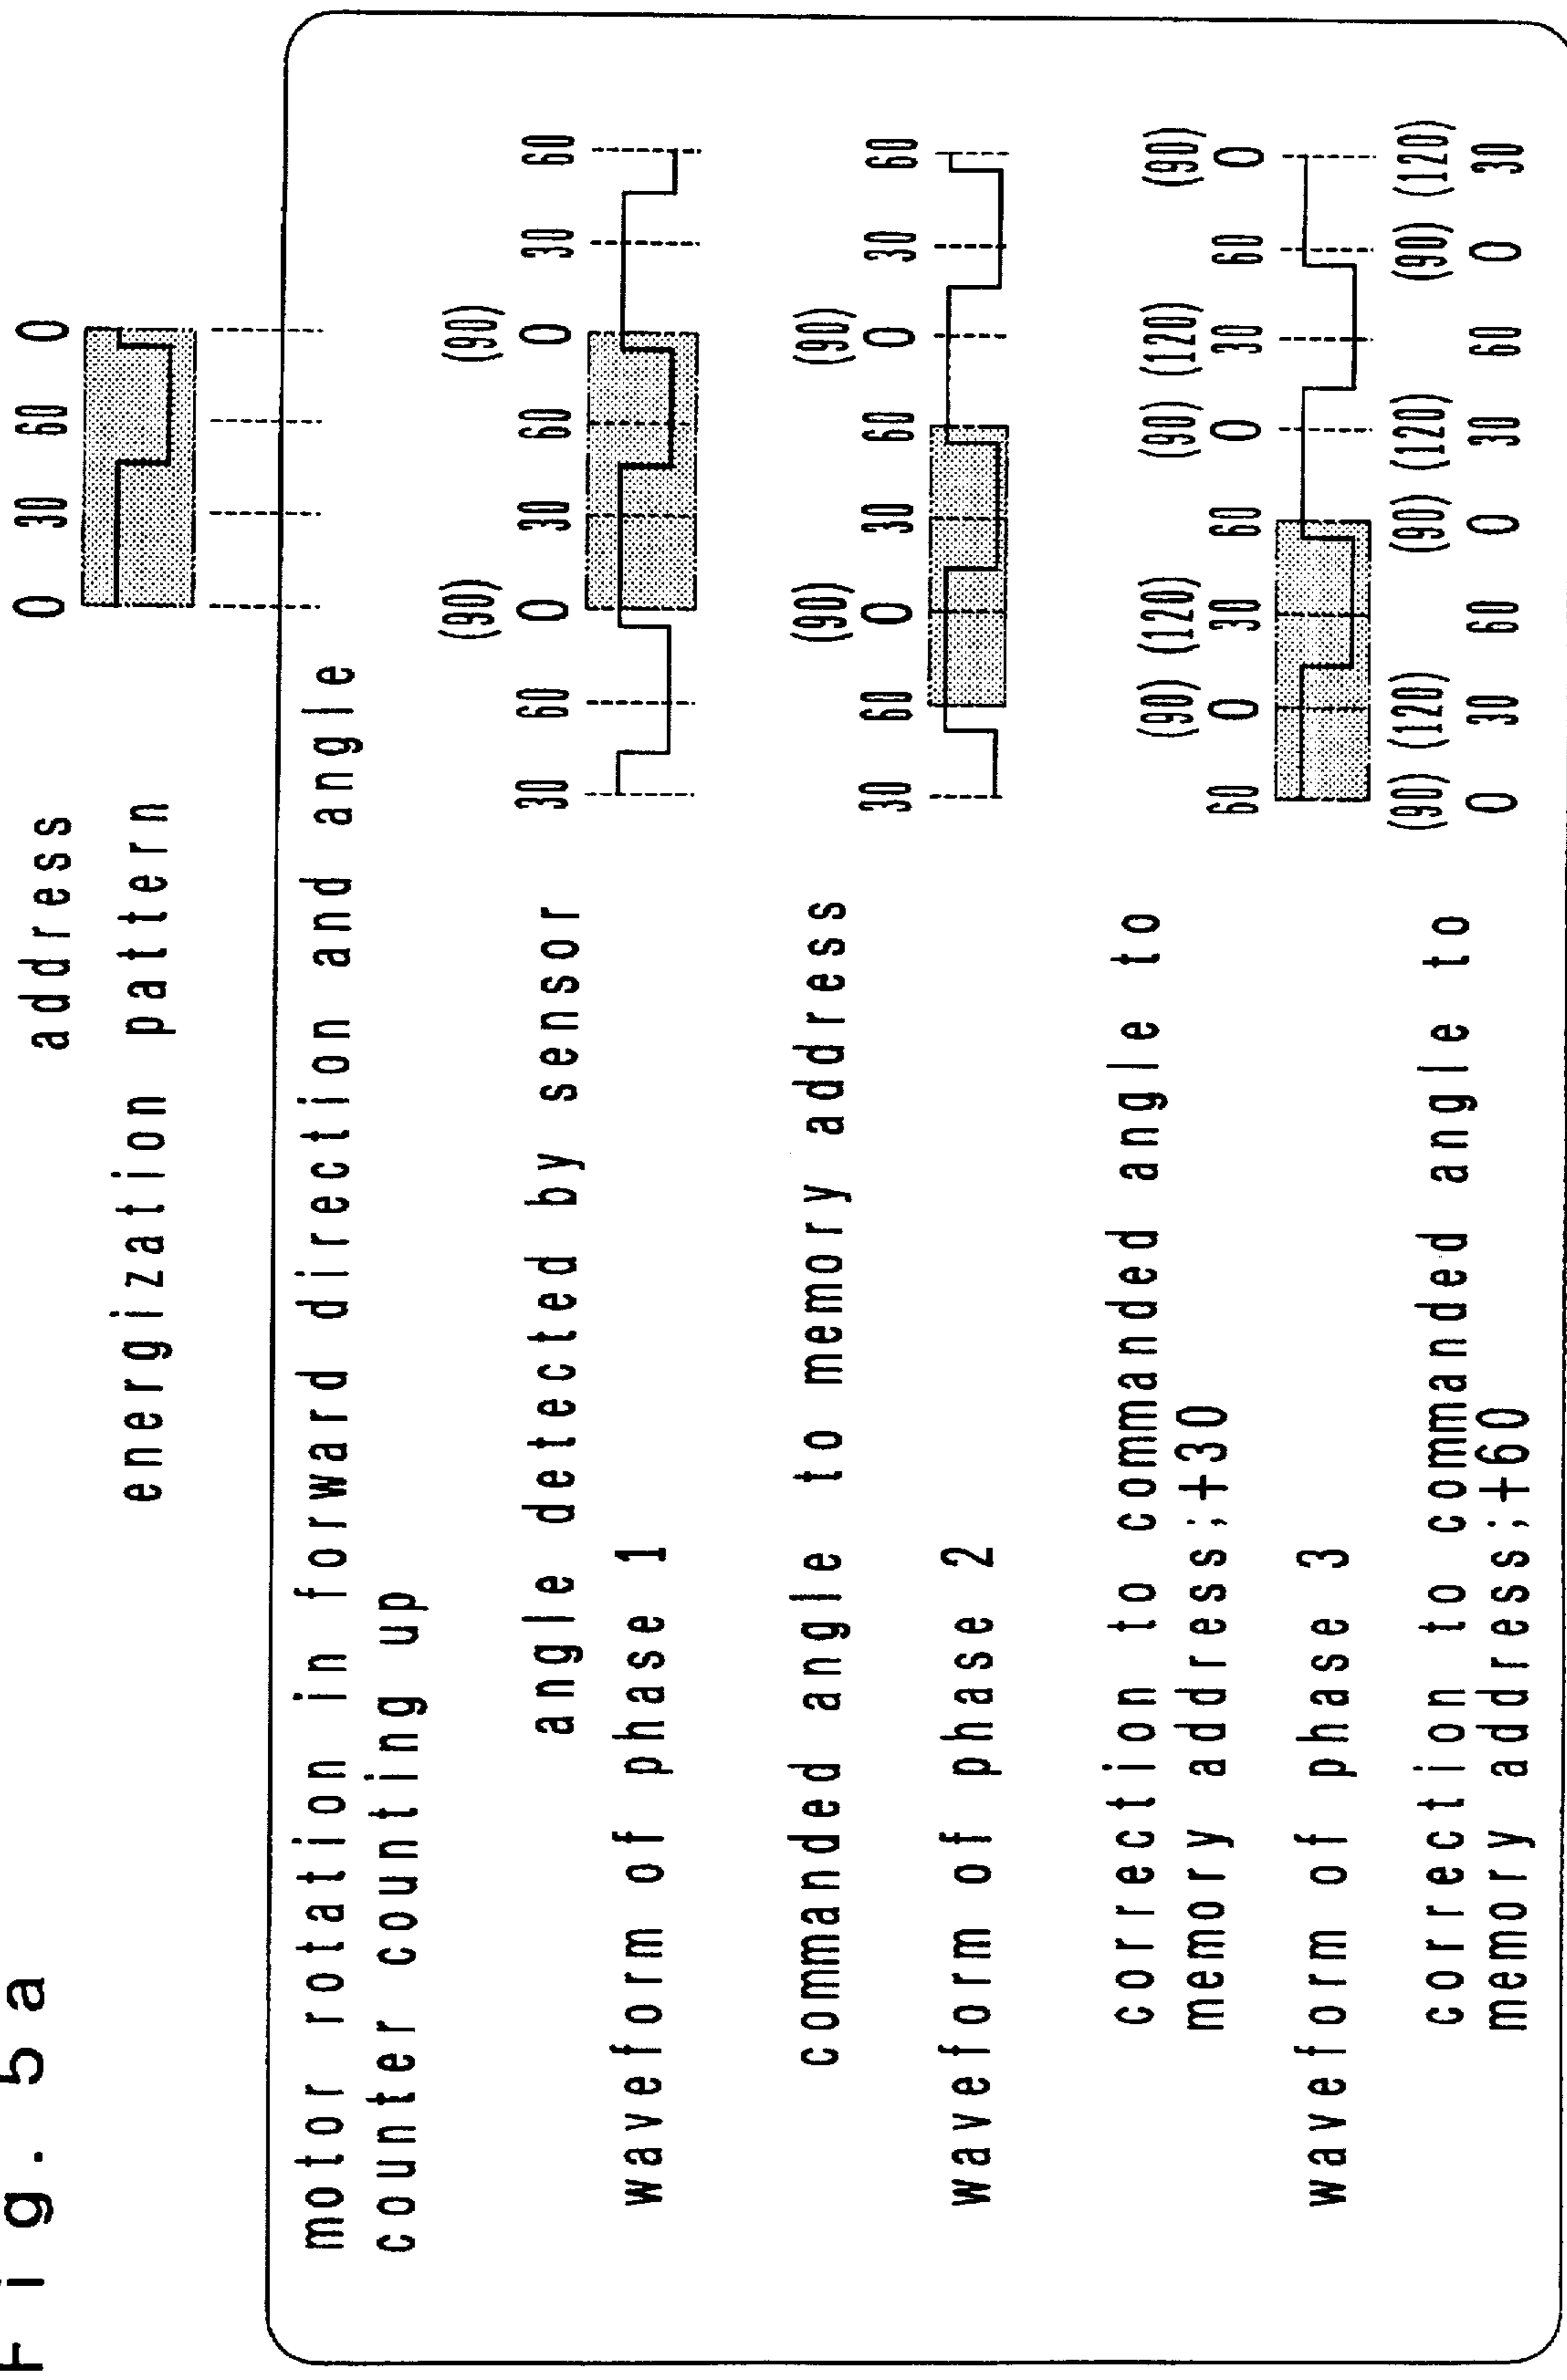 Fig. 5a
address 0 30 60 0
energization pattern
motor rotation in forward direction and angle
counter counting up
(90) (90)
angle detected by sensor 30 60 0 30 60 0 30 60
waveform of phase 1
(90) (90)
commanded angle to memory address 30 60 0 30 60 0 30 60
waveform of phase 2
(90) (120) (90) (120) (90)
correction to commanded angle to 60 0 30 60 0 30 60 0
memory address;+30
waveform of phase 3
(90) (120) (90) (120) (90) (120)
correction to commanded angle to 0 30 60 0 30 60 0 30
memory address;+60